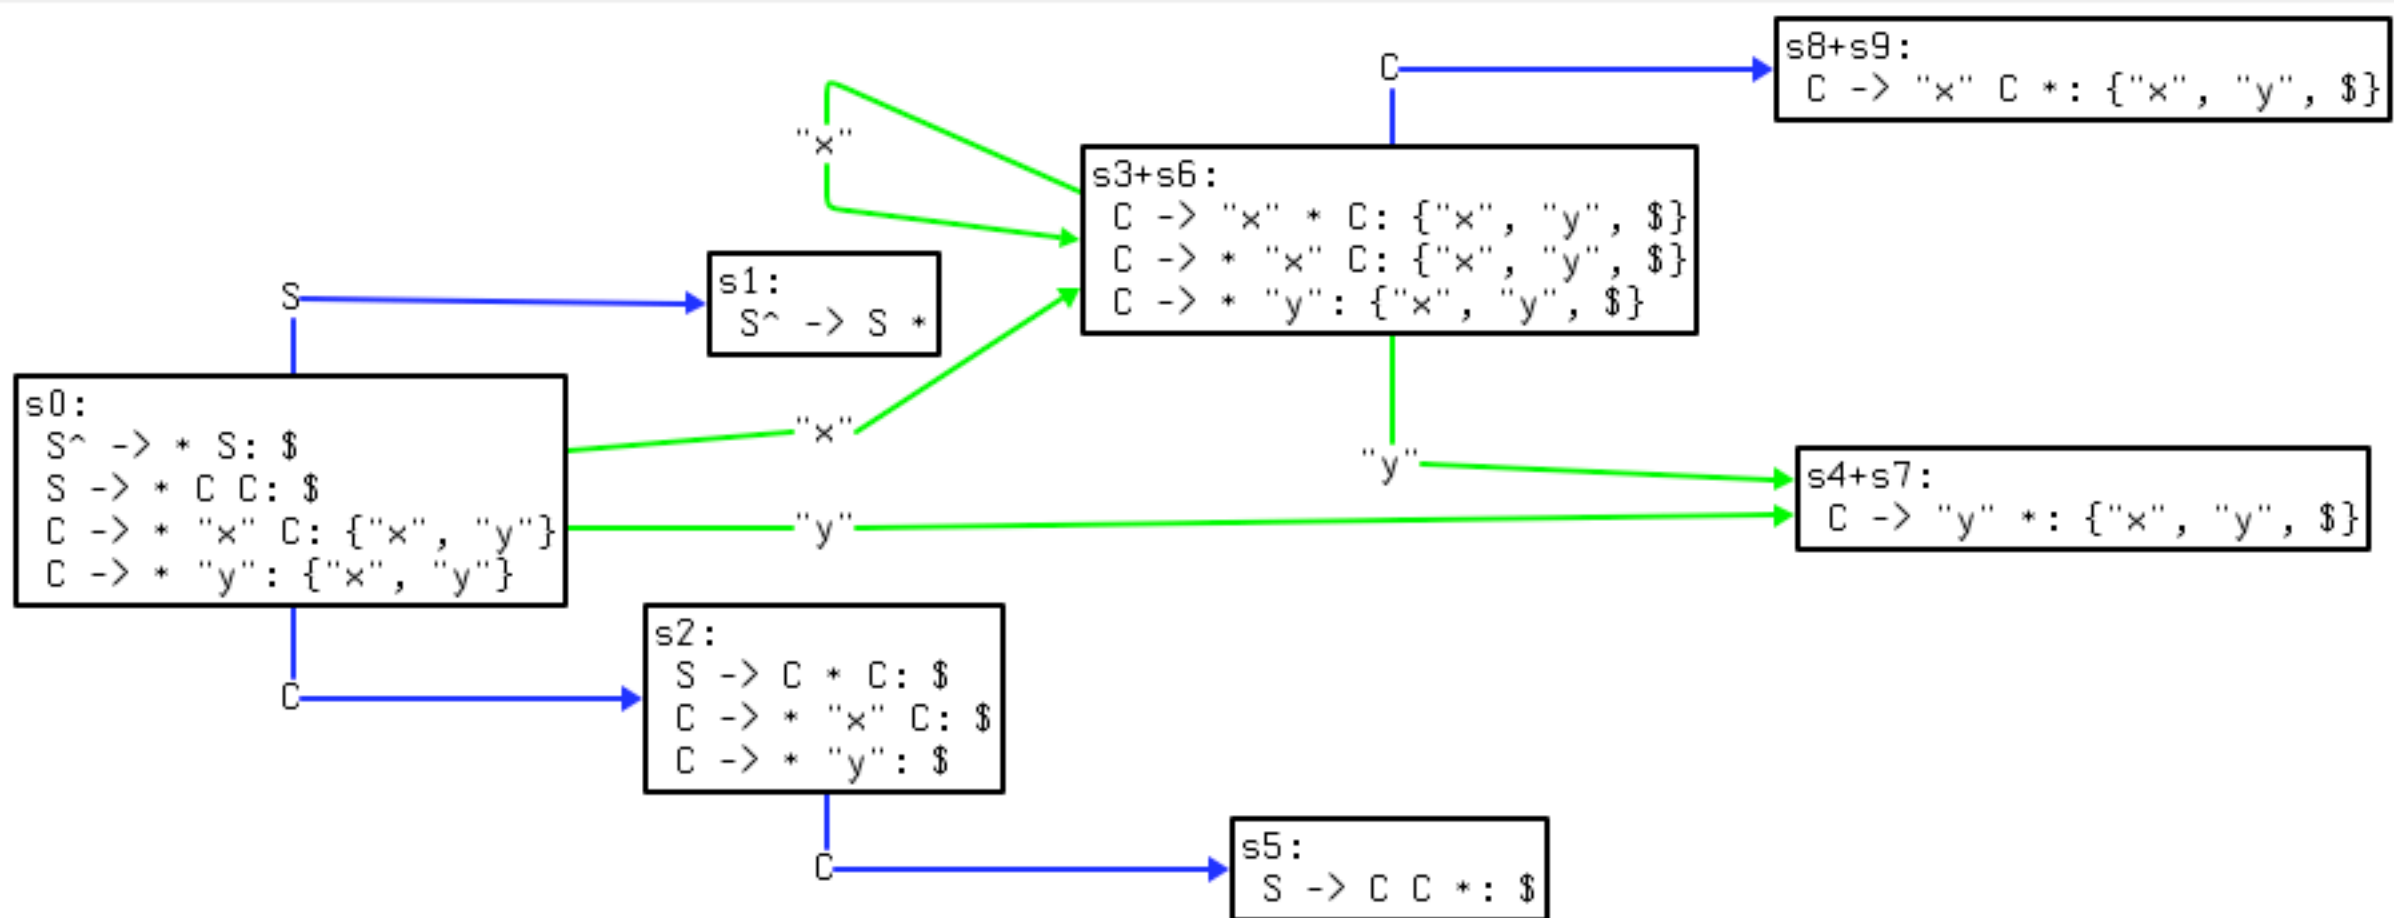 C
s8+s9:
C -> "x" C *: {"x", "y", $}
"x"
s3+s6:
C -> "x" * C: {"x", "y", $}
C -> * "x" C: {"x", "y", $}
C -> * "y": {"x", "y", $}
S
s1:
S^ -> S *
s0:
S^ -> * S: $
S -> * C C: $
C -> * "x" C: {"x", "y"}
C -> * "y": {"x", "y"}
"x"
"y"
"y"
s4+s7:
C -> "y" *: {"x", "y", $}
C
s2:
S -> C * C: $
C -> * "x" C: $
C -> * "y": $
C
s5:
S -> C C *: $